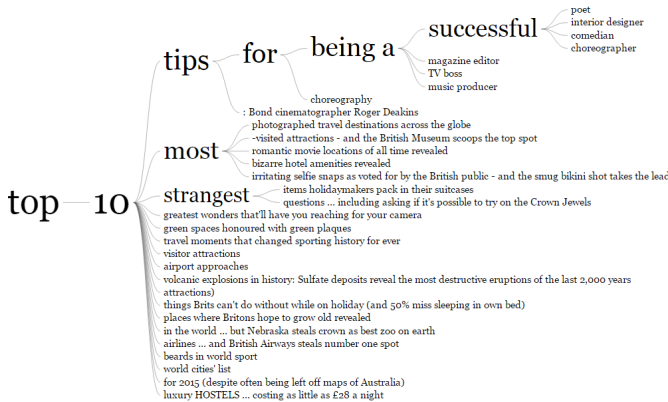 top
10
tips
for
being a
successful
poet
interior designer
comedian
choreographer
magazine editor
TV boss
music producer
choreography
: Bond cinematographer Roger Deakins
most
photographed travel destinations across the globe
-visited attractions - and the British Museum scoops the top spot
romantic movie locations of all time revealed
bizarre hotel amenities revealed
irritating selfie snaps as voted for by the British public - and the smug bikini shot takes the lead
strangest
items holidaymakers pack in their suitcases
questions ... including asking if it's possible to try on the Crown Jewels
greatest wonders that'll have you reaching for your camera
green spaces honoured with green plaques
travel moments that changed sporting history for ever
visitor attractions
airport approaches
volcanic explosions in history: Sulfate deposits reveal the most destructive eruptions of the last 2,000 years
attractions)
things Brits can't do without while on holiday (and 50% miss sleeping in own bed)
places where Britons hope to grow old revealed
in the world ... but Nebraska steals crown as best zoo on earth
airlines ... and British Airways steals number one spot
beards in world sport
world cities' list
for 2015 (despite often being left off maps of Australia)
luxury HOSTELS ... costing as little as £28 a night